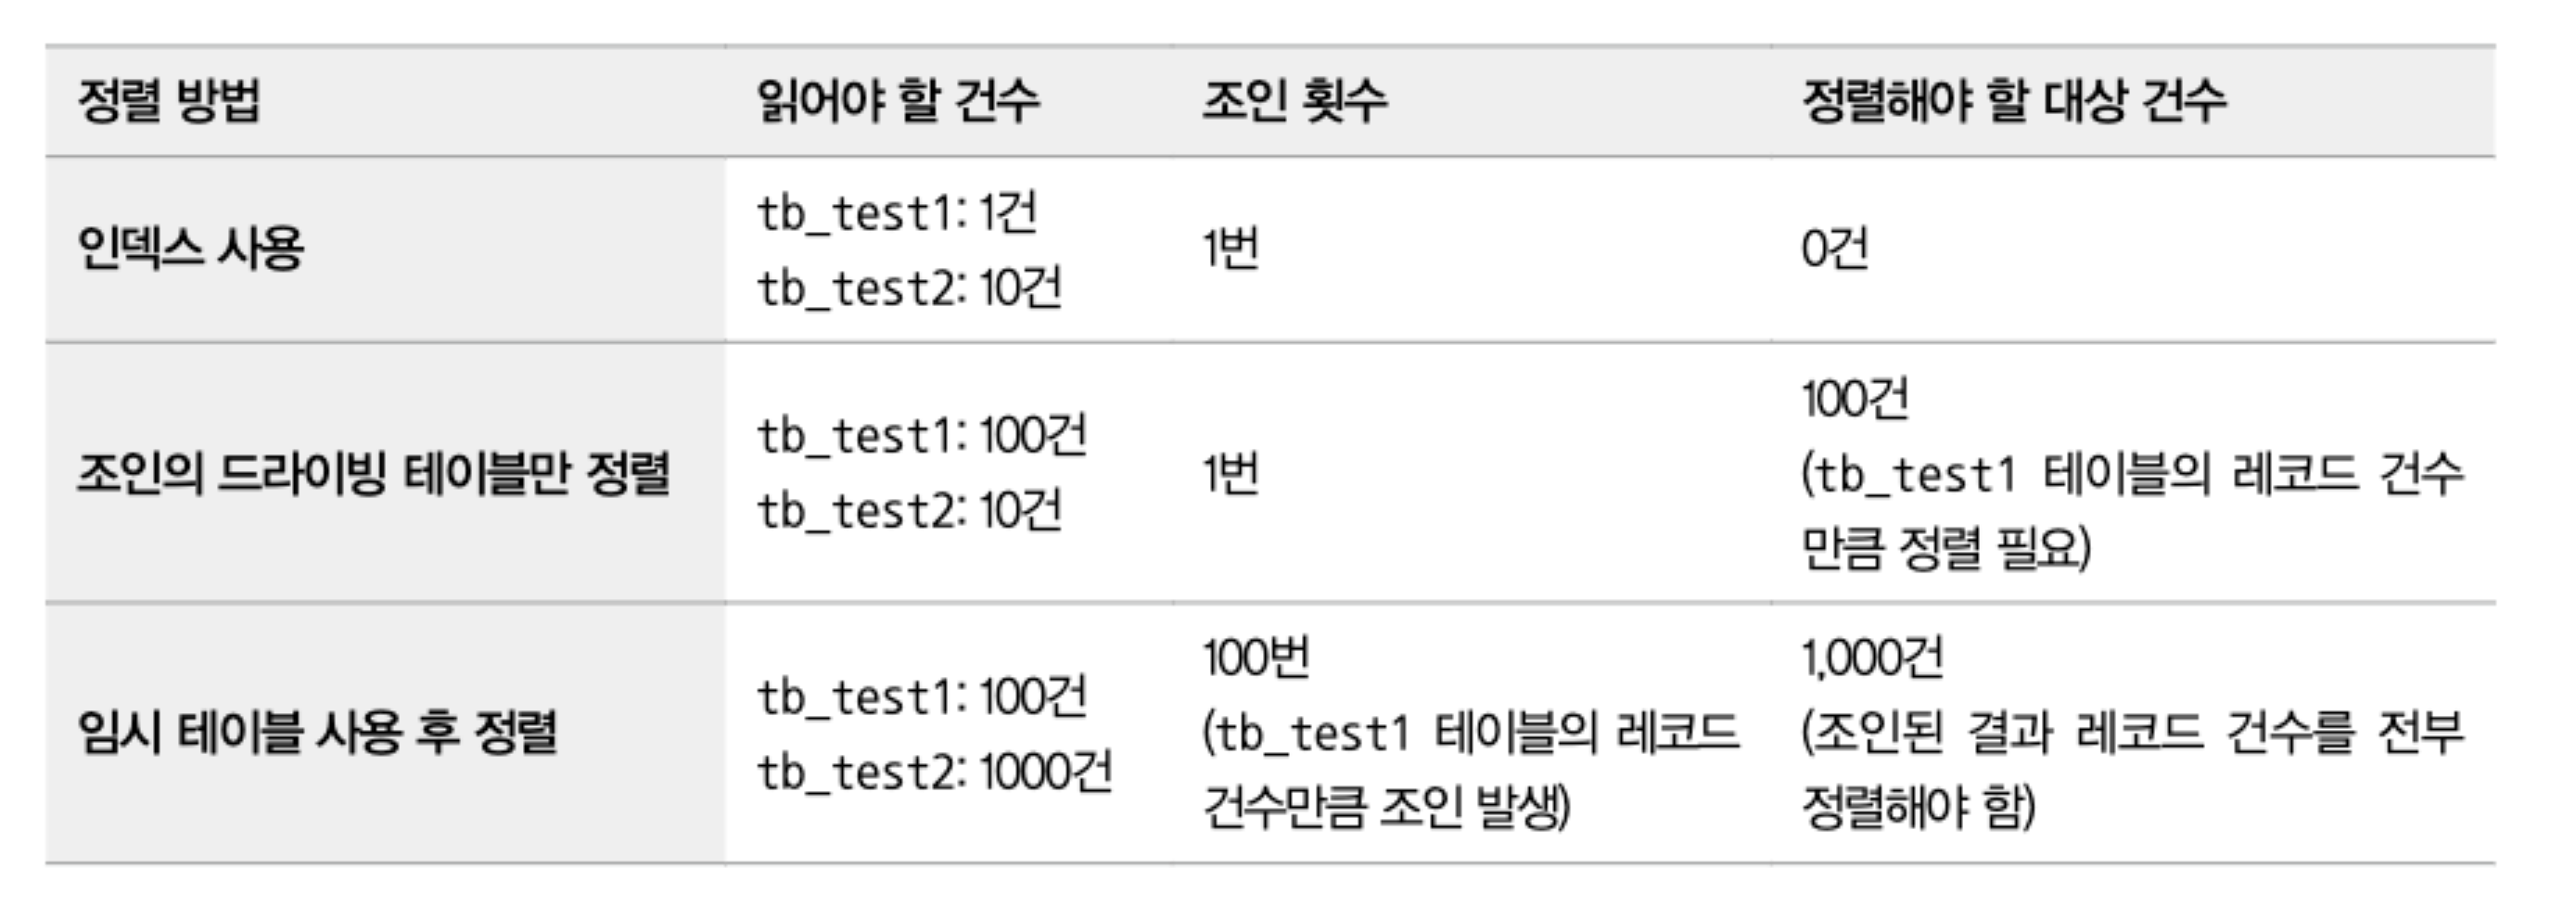 정렬 방법
읽어야 할 건수
조인 횟수
정렬해야 할 대상 건수
인덱스 사용
tb_test1: 1건
tb_test2: 10건
1번
0건
조인의 드라이빙 테이블만 정렬
tb_test1: 100건
tb_test2: 10건
1번
100건
(tb_test1 테이블의 레코드 건수
만큼 정렬 필요)
임시 테이블 사용 후 정렬
tb_test1: 100건
tb_test2: 1000건
100번
(tb_test1 테이블의 레코드
건수만큼 조인 발생)
1,000건
(조인된 결과 레코드 건수를 전부
정렬해야 함)